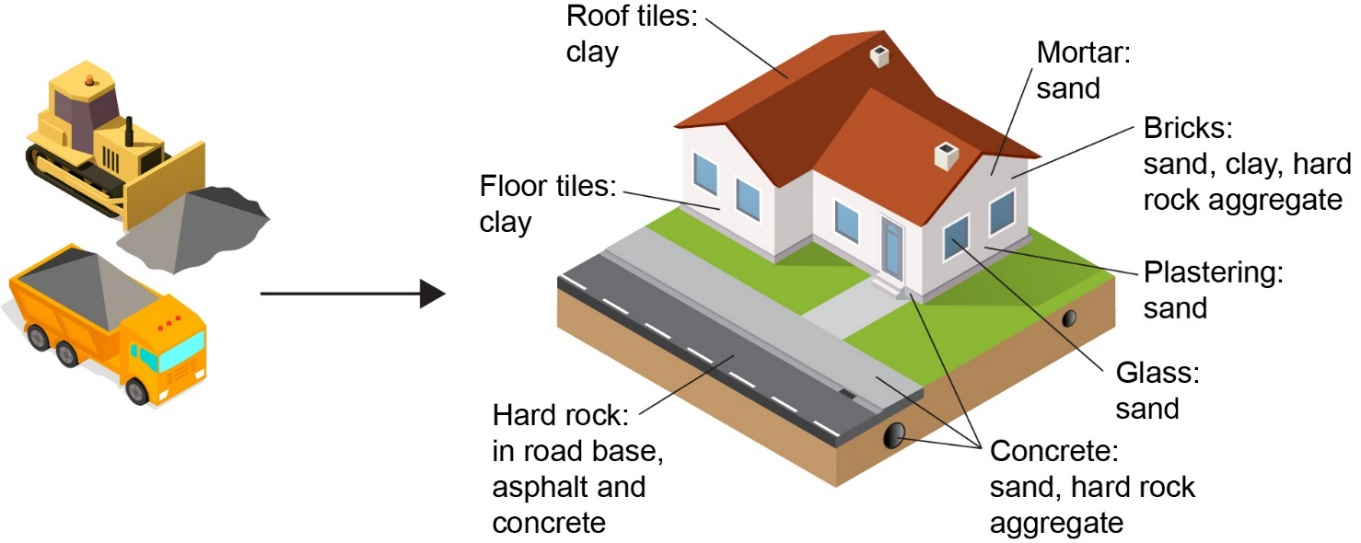 Roof tiles:
clay
Mortar:
sand
Bricks:
sand, clay, hard
rock aggregate
Floor tiles:
clay
Plastering:
sand
Glass:
sand
Hard rock:
in road base,
asphalt and
concrete
Concrete:
sand, hard rock
aggregate